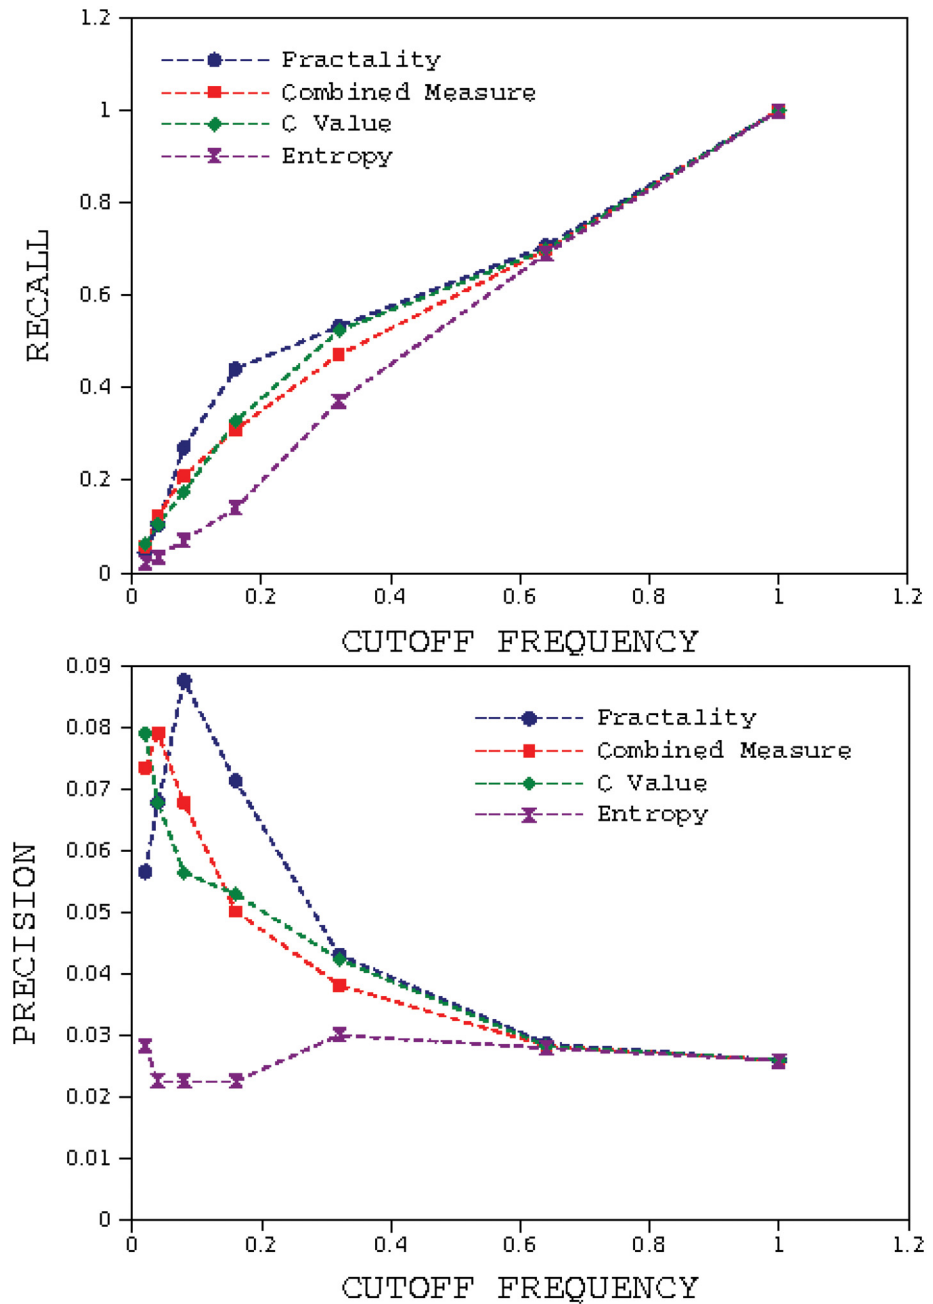 1.2
Fractality
Combined Measure
1
C Value
Entropy
0.8
RECALL
0.6
0.4
0.2
0
0 0.2 0.4 0.6 0.8 1 1.2
CUTOFF FREQUENCY
0.09
Fractality
0.08
Combined Measure
C Value
0.07
Entropy
0.06
PRECISION
0.05
0.04
0.03
0.02
0.01
0
0 0.2 0.4 0.6 0.8 1 1.2
CUTOFF FREQUENCY